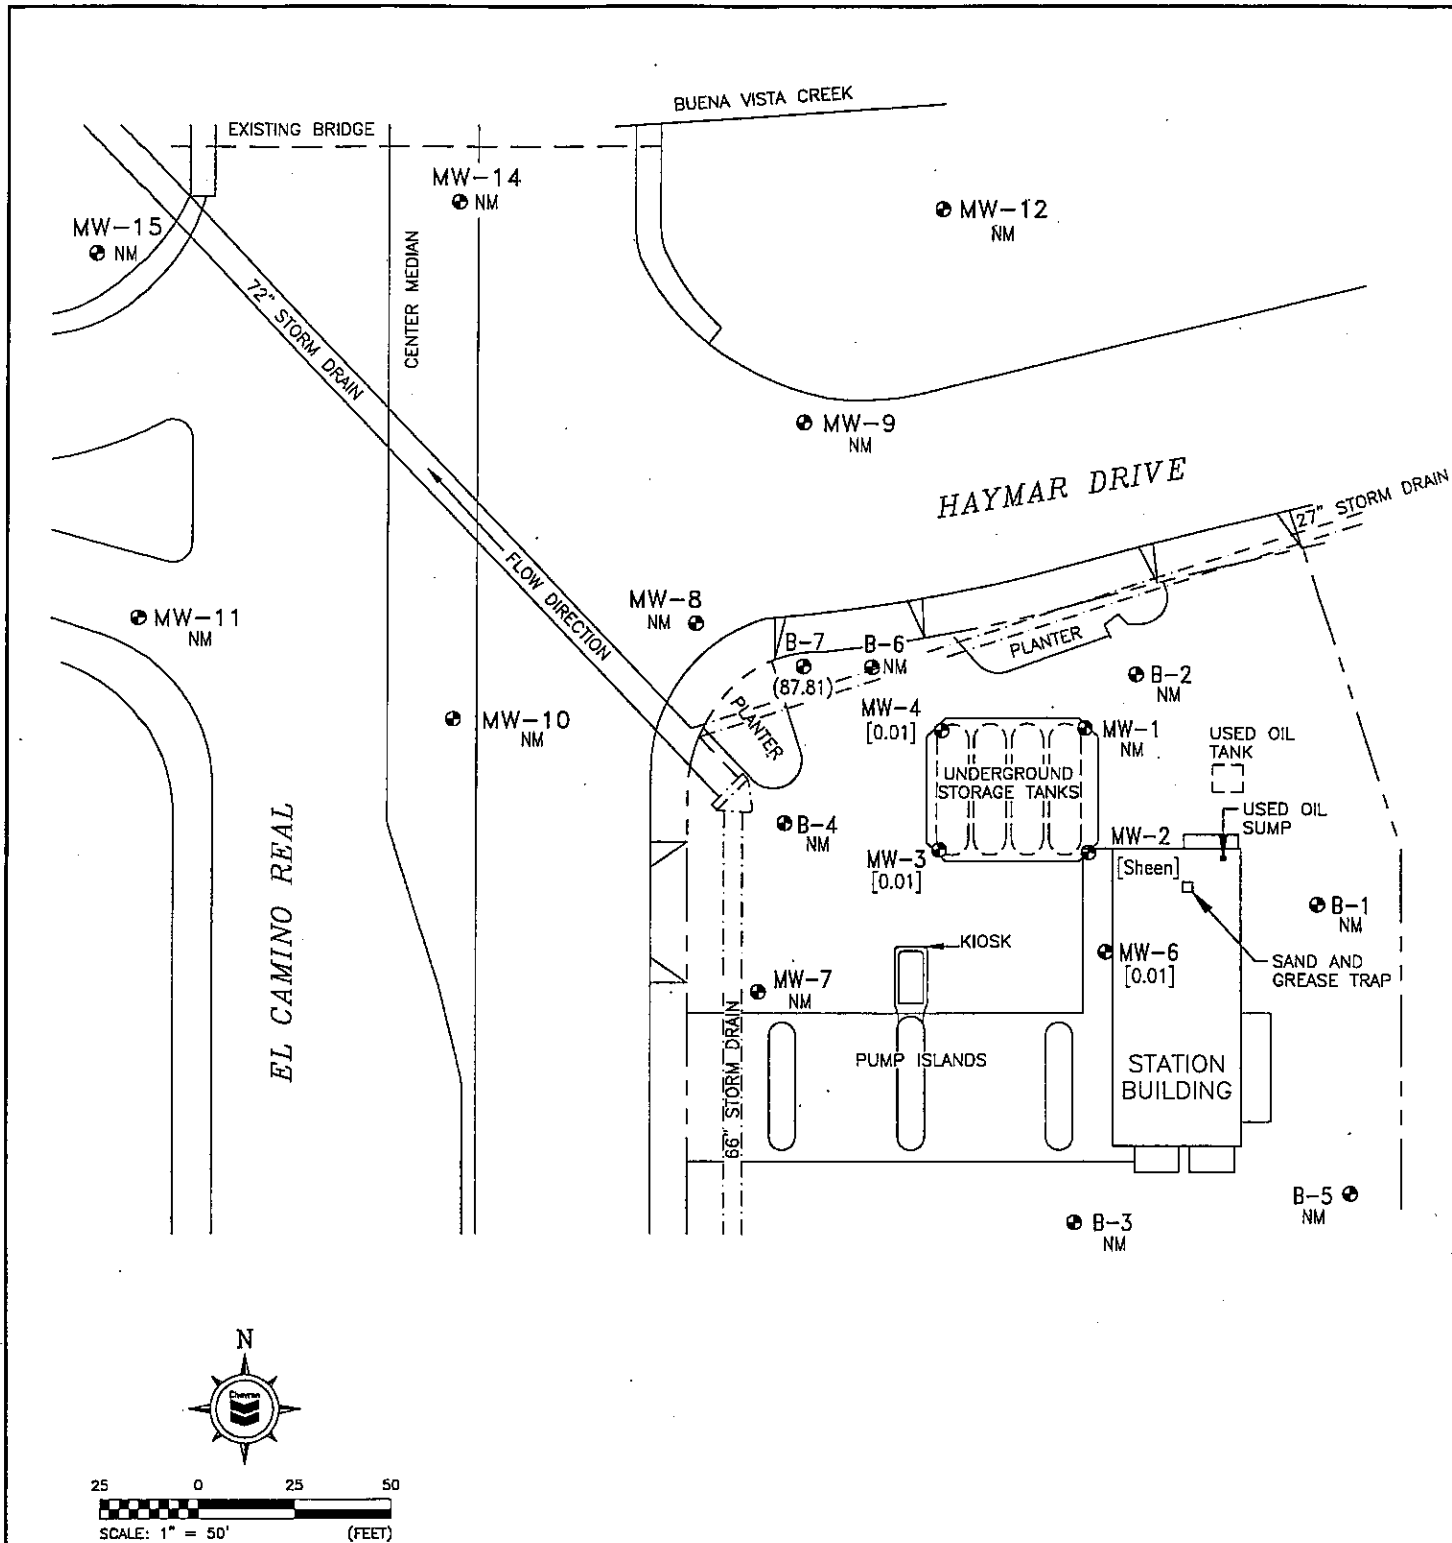 BUENA VISTA CREEK
EXISTING BRIDGE
MW-14
NM
MW-12
NM
MW-15
NM
CENTER MEDIAN
72" STORM DRAIN
MW-9
NM
HAYMAR DRIVE
27" STORM DRAIN
FLOW DIRECTION
MW-8
NM
MW-11
NM
B-7
(87.81)
B-6
NM
PLANTER
B-2
NM
PLANTER
MW-4
[0.01]
MW-10
NM
MW-1
NM
USED OIL
TANK
UNDERGROUND
STORAGE TANKS
USED OIL
SUMP
B-4
NM
MW-2
[Sheen]
MW-3
[0.01]
EL CAMINO REAL
B-1
NM
KIOSK
MW-6
[0.01]
SAND AND
GREASE TRAP
MW-7
NM
66" STORM DRAIN
PUMP ISLANDS
STATION
BUILDING
B-5
NM
B-3
NM
N
Chevron
25 0 25 50
SCALE: 1" = 50' (FEET)